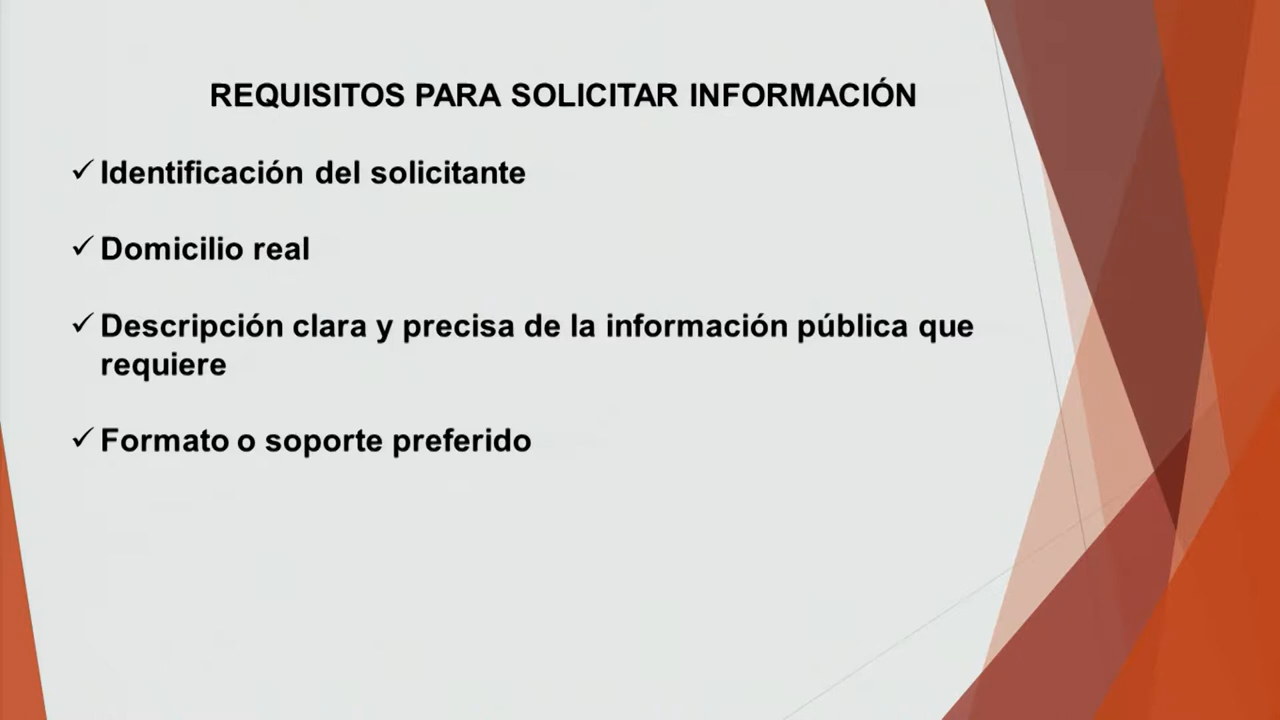 REQUISITOS PARA SOLICITAR INFORMACIÓN
✓ Identificación del solicitante
✓ Domicilio real
✓ Descripción clara y precisa de la información pública que
requiere
✓ Formato o soporte preferido